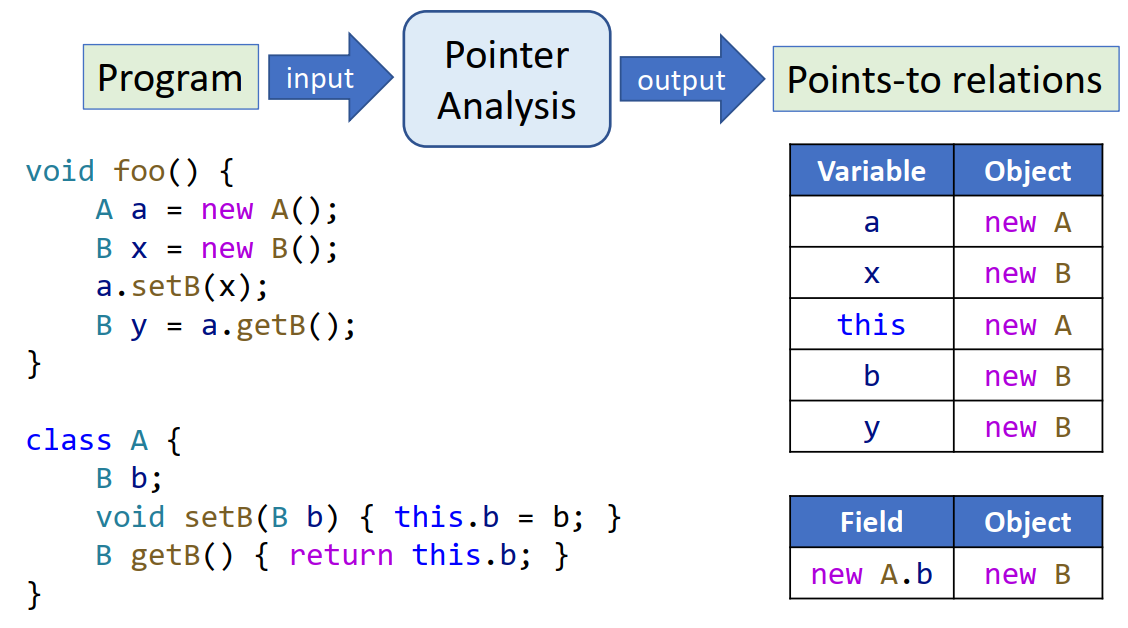 Program
input
Pointer
Analysis
output
Points-to relations
void foo() {
    A a = new A();
    B x = new B();
    a.setB(x);
    B y = a.getB();
}
class A {
    B b;
    void setB(B b) { this.b = b; }
    B getB() { return this.b; }
}
Variable Object
a new A
x new B
this new A
b new B
y new B
Field Object
new A.b new B